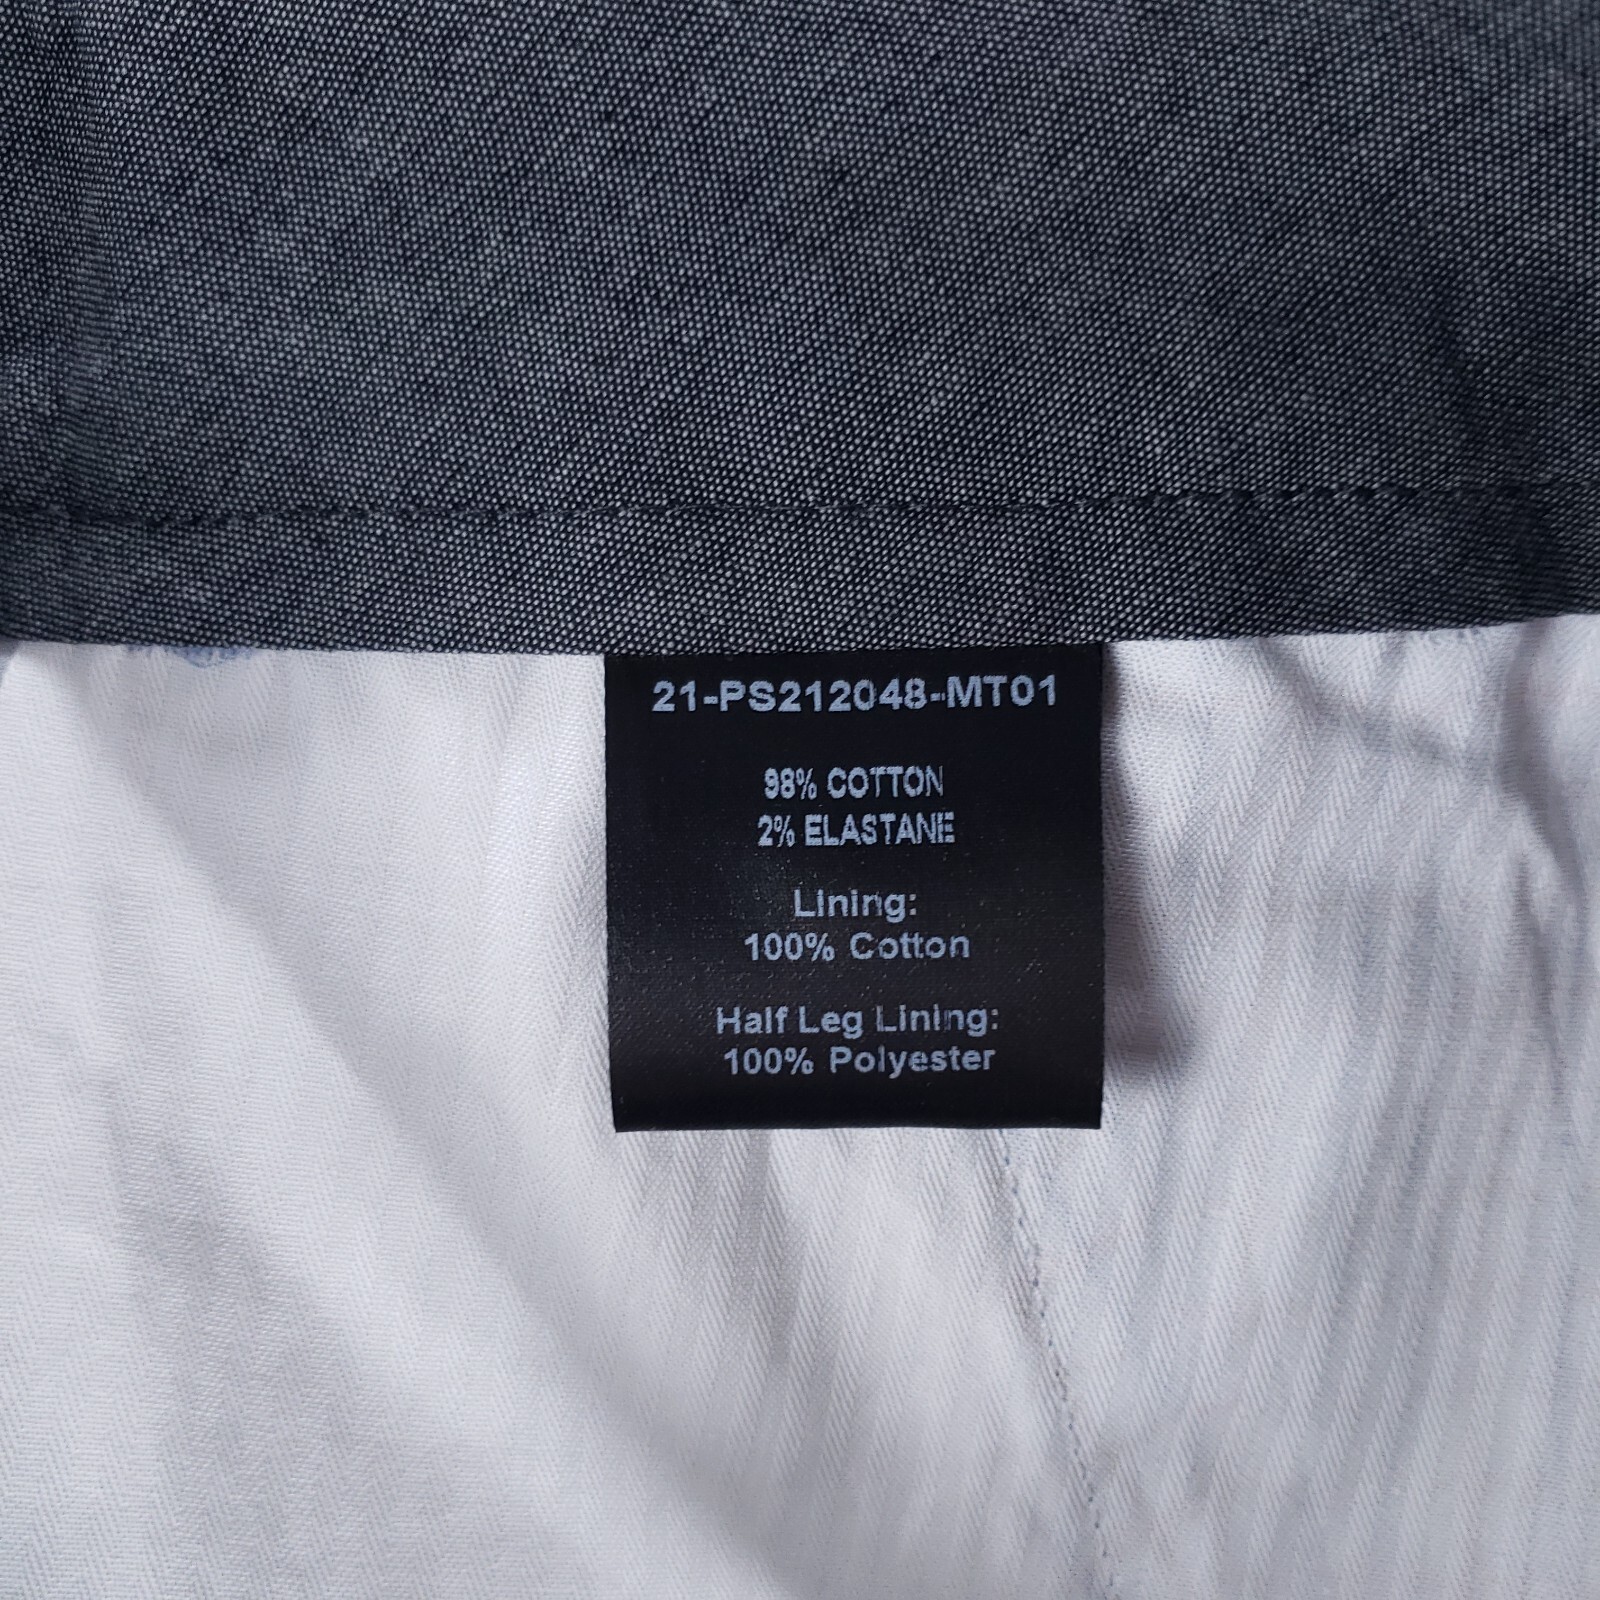 21-PS212048-MT01
98% COTTON
2% ELASTANE
Lining:
100% Cotton
Half Leg Lining:
100% Polyester